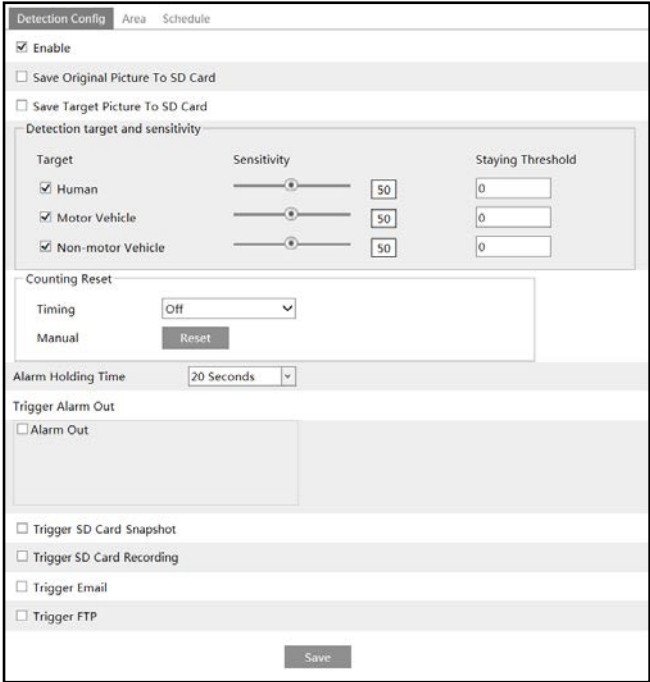 Detection Config Area Schedule
Enable
Save Original Picture To SD Card
Save Target Picture To SD Card
Detection target and sensitivity
Target Sensitivity Staying Threshold
Human 50 0
Motor Vehicle 50 0
Non-motor Vehicle 50 0
Counting Reset
Timing Off
Manual Reset
Alarm Holding Time 20 Seconds
Trigger Alarm Out
Alarm Out
Trigger SD Card Snapshot
Trigger SD Card Recording
Trigger Email
Trigger FTP
Save